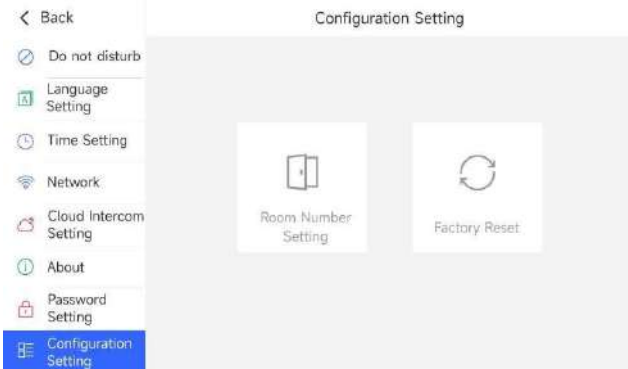 Back
Configuration Setting
Do not disturb
Language
Setting
Time Setting
Network
Cloud Intercom
Setting
About
Password
Setting
Configuration
Setting
Room Number
Setting
Factory Reset